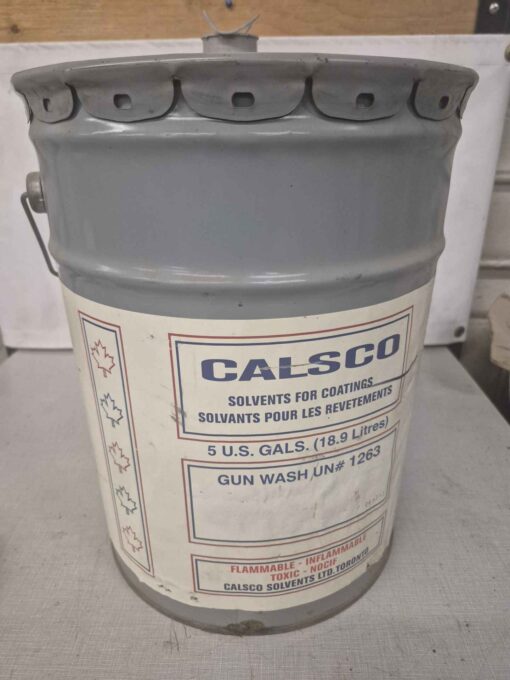 CALSCO
SOLVENTS FOR COATINGS
SOLVANTS POUR LES REVETEMENTS
5 U.S. GALS. (18.9 Litres)
GUN WASH UN# 1263
FLAMMABLE - INFLAMMABLE
TOXIC - NOCIF
CALSCO SOLVENTS LTD. TORONTO